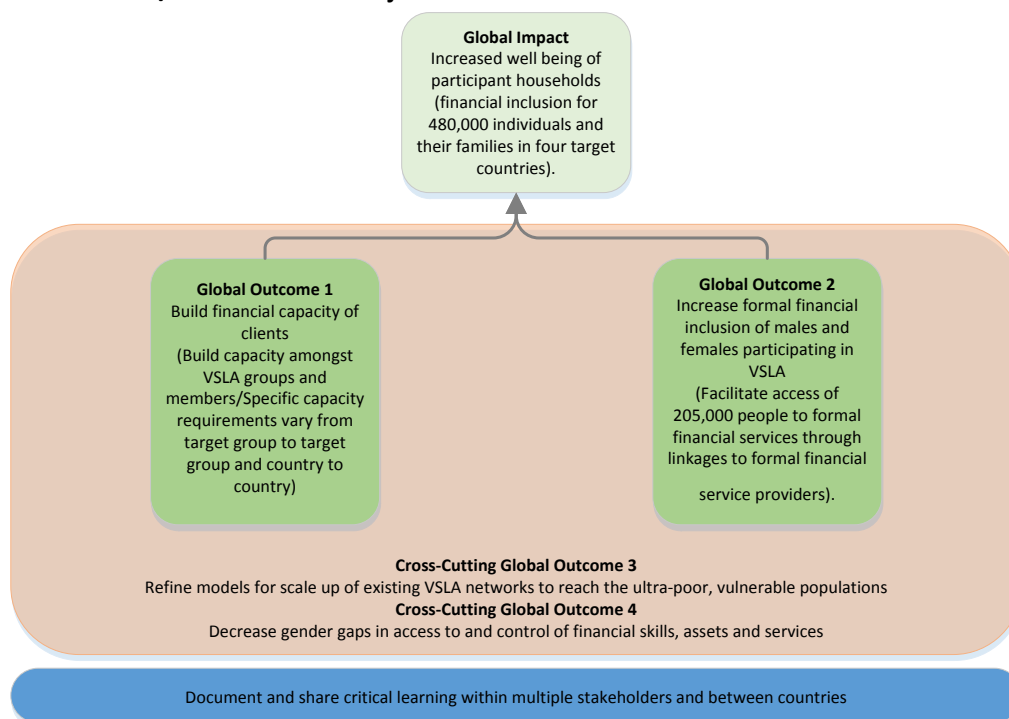 Global Impact
Increased well being of
participant households
(financial inclusion for
480,000 individuals and
their families in four target
countries).
Global Outcome 1
Build financial capacity of
clients
(Build capacity amongst
VSLA groups and
members/Specific capacity
requirements vary from
target group to target
group and country to
country)
Global Outcome 2
Increase formal financial
inclusion of males and
females participating in
VSLA
(Facilitate access of
205,000 people to formal
financial services through
linkages to formal financial
service providers).
Cross-Cutting Global Outcome 3
Refine models for scale up of existing VSLA networks to reach the ultra-poor, vulnerable populations
Cross-Cutting Global Outcome 4
Decrease gender gaps in access to and control of financial skills, assets and services
Document and share critical learning within multiple stakeholders and between countries